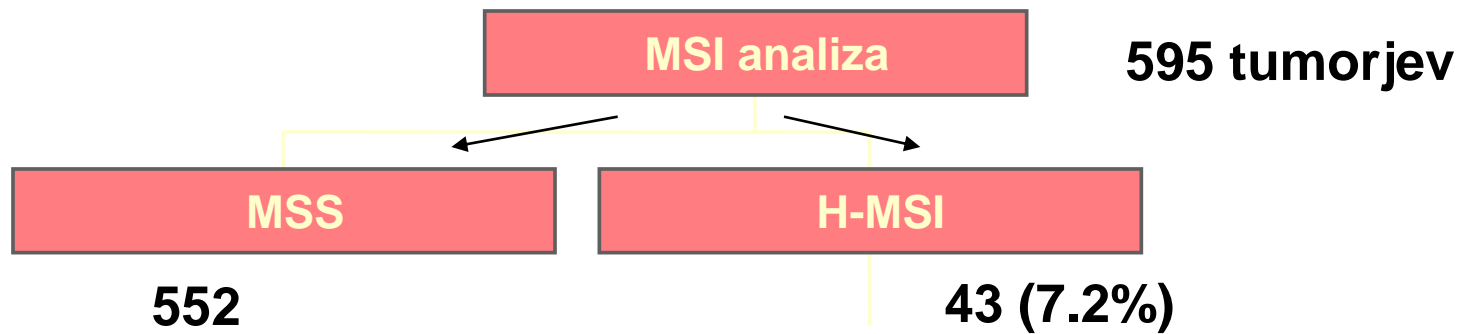 MSI analiza
595 tumorjev
MSS
H-MSI
552
43 (7.2%)